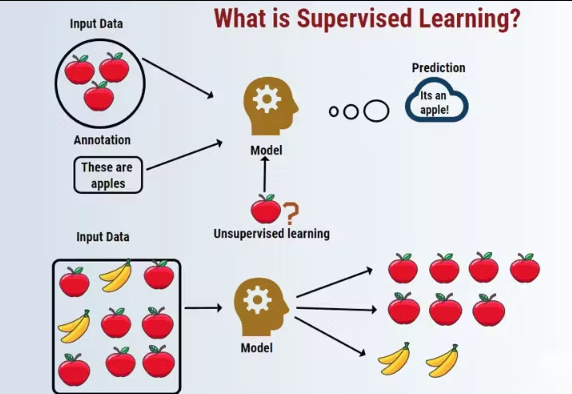 What is Supervised Learning?
Input Data
Prediction
Its an
apple!
Annotation
These are
apples
Model
?
Unsupervised learning
Input Data
Model